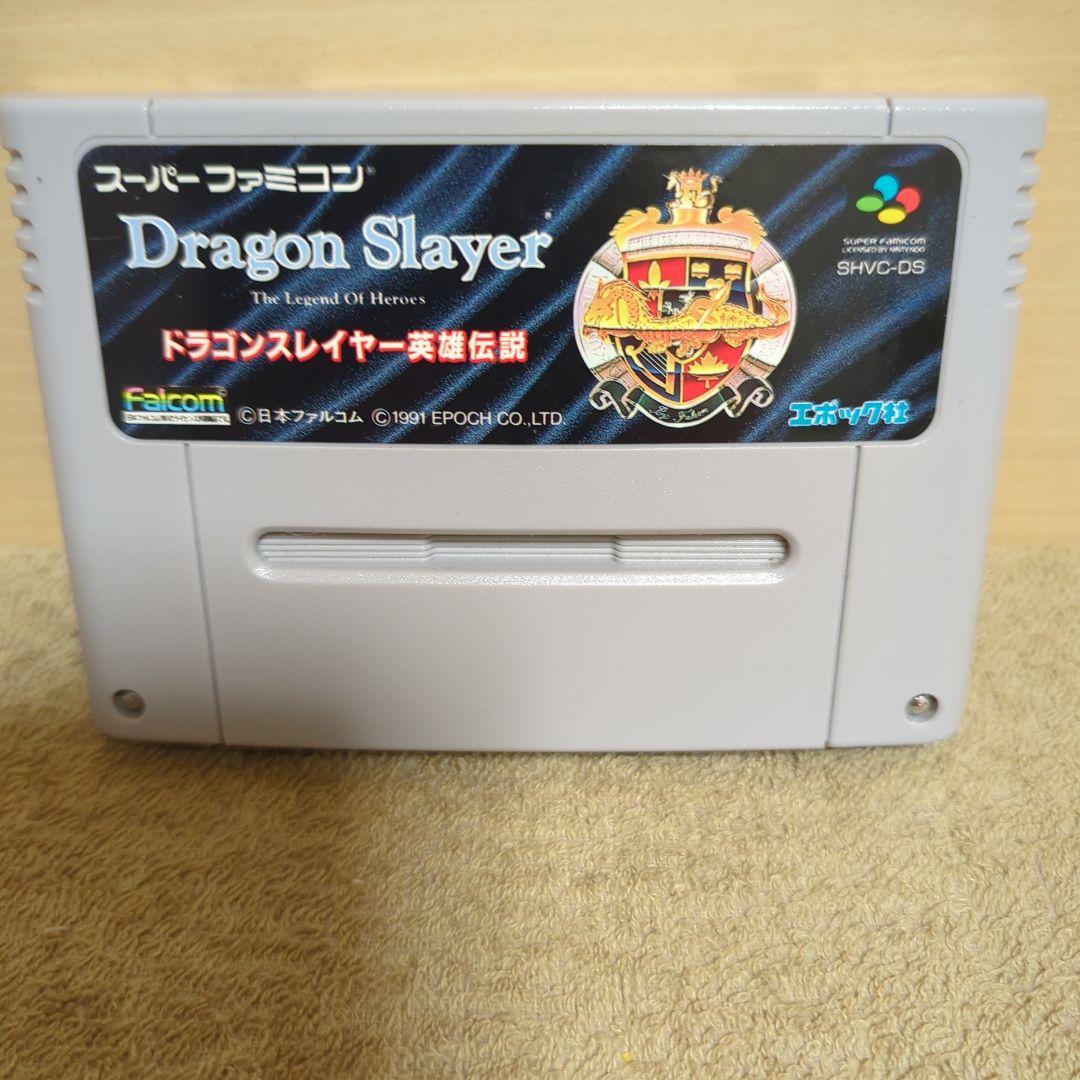 スーパーファミコン®
Dragon Slayer
The Legend Of Heroes
ドラゴンスレイヤー英雄伝説
Falcom®
©日本ファルコム ©1991 EPOCH CO.,LTD.
SUPER FAMICOM
LICENSED BY NINTENDO
SHVC-DS
エポック社